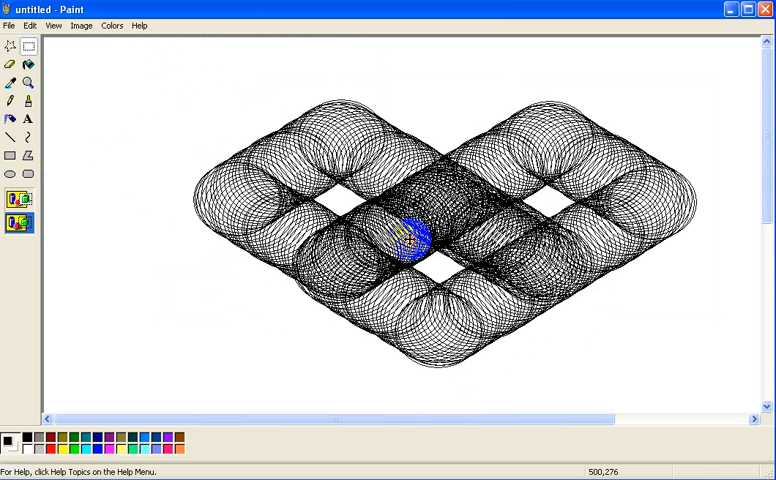 untitled - Paint
File Edit View Image Colors Help
A
For Help, click Help Topics on the Help Menu.
500,276